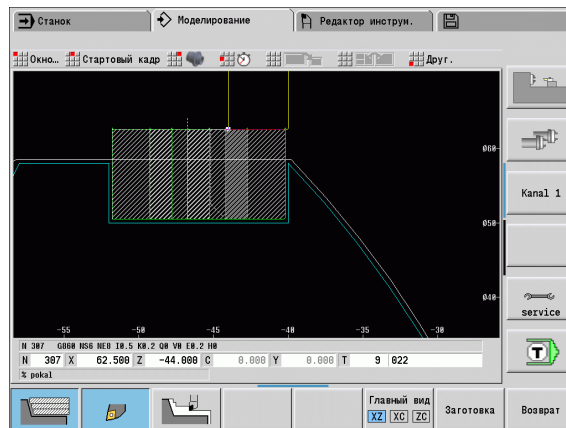 Станок Моделирование Редактор инструм.
Окно… Стартовый кадр Друг.
Ø60
Kanal 1
Ø50
Ø40
service
-55 -50 -45 -40 -35 -30
N 307 G860 NS6 NE8 I0.5 K0.2 Q0 V0 E0.2 H0
N 307 X 62.500 Z -44.000 C 0.000 Y 0.000 T 9 022
% pokal
T
Главный вид
XZ XC ZC
Заготовка
Возврат